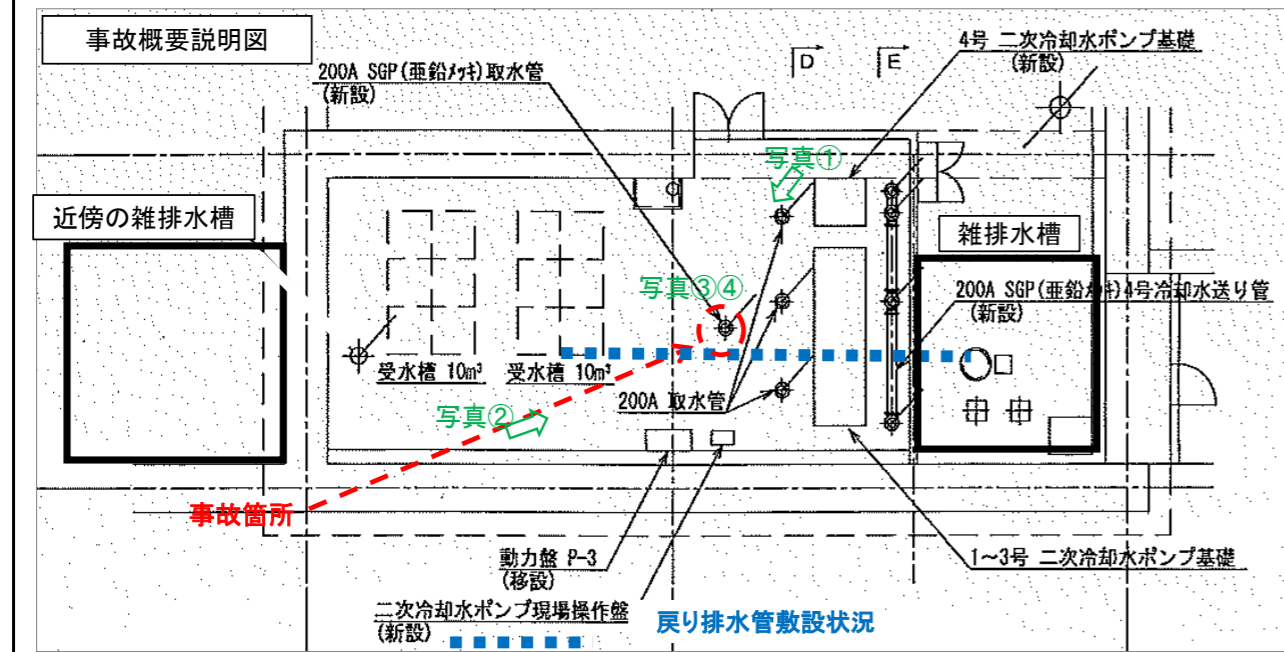 事故概要説明図
D
E
4号 二次冷却水ポンプ基礎
(新設)
200A SGP(亜鉛ﾒｯｷ)取水管
(新設)
写真①
近傍の雑排水槽
雑排水槽
写真③④
200A SGP(亜鉛ﾒｯｷ)4号冷却水送り管
(新設)
受水槽 10m³
受水槽 10m³
200A 取水管
写真②
事故箇所
動力盤 P-3
(移設)
1~3号 二次冷却水ポンプ基礎
二次冷却水ポンプ現場操作盤
(新設)
戻り排水管敷設状況